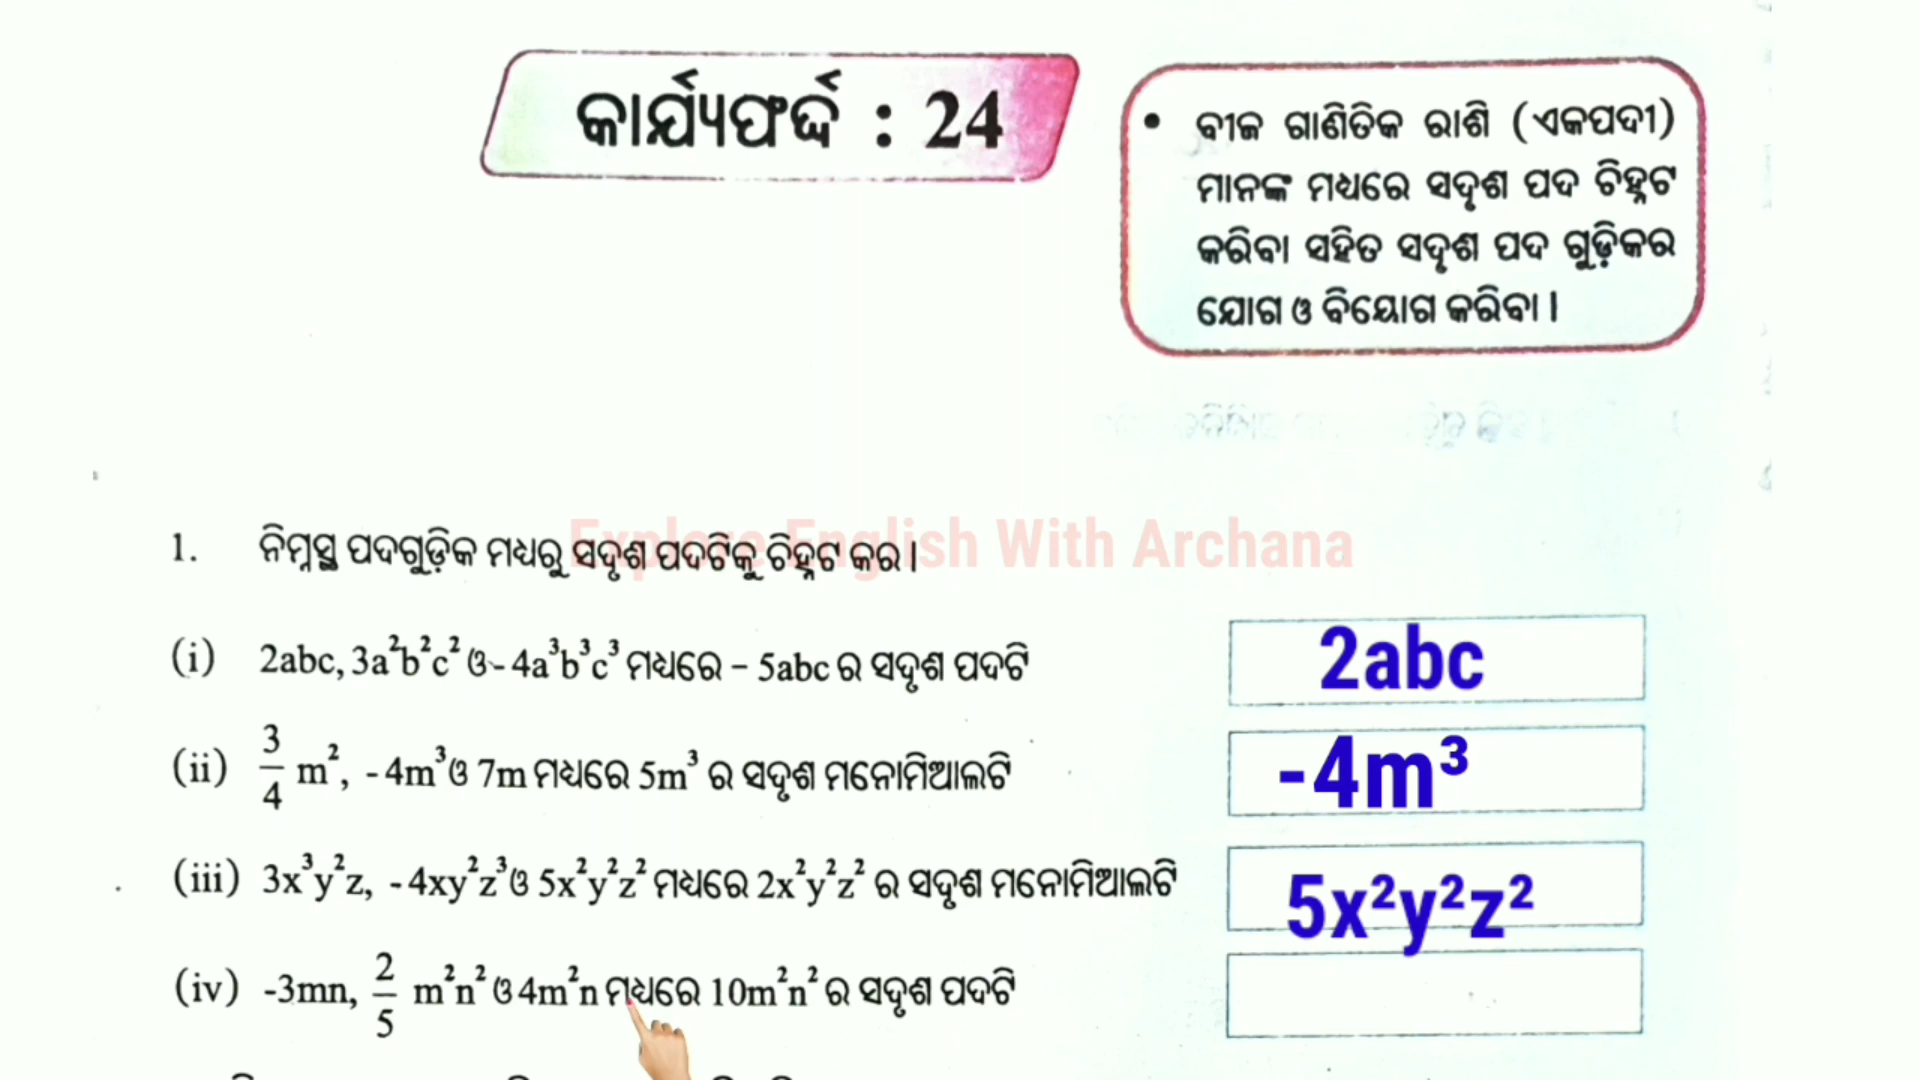 କାର୍ଯ୍ୟଫର୍ଦ୍ଦ : 24
• ବୀଜ ଗାଣିତିକ ରାଶି (ଏକପଦୀ)
ମାନଙ୍କ ମଧ୍ୟରେ ସଦୃଶ ପଦ ଚିହ୍ନଟ
କରିବା ସହିତ ସଦୃଶ ପଦ ଗୁଡ଼ିକର
ଯୋଗ ଓ ବିୟୋଗ କରିବା ।
1. ନିମ୍ନସ୍ଥ ପଦଗୁଡ଼ିକ ମଧ୍ୟରୁ ସଦୃଶ ପଦଟିକୁ ଚିହ୍ନଟ କର ।
Explore English With Archana
(i) 2abc, 3a²b²c² ଓ - 4a³b³c³ ମଧ୍ୟରେ – 5abc ର ସଦୃଶ ପଦଟି 2abc
(ii) 3/4 m², - 4m³ ଓ 7m ମଧ୍ୟରେ 5m³ ର ସଦୃଶ ମନୋମିଆଲଟି -4m³
(iii) 3x³y²z, - 4xy²z³ ଓ 5x²y²z² ମଧ୍ୟରେ 2x²y²z² ର ସଦୃଶ ମନୋମିଆଲଟି 5x²y²z²
(iv) -3mn, 2/5 m²n² ଓ 4m²n ମଧ୍ୟରେ 10m²n² ର ସଦୃଶ ପଦଟି